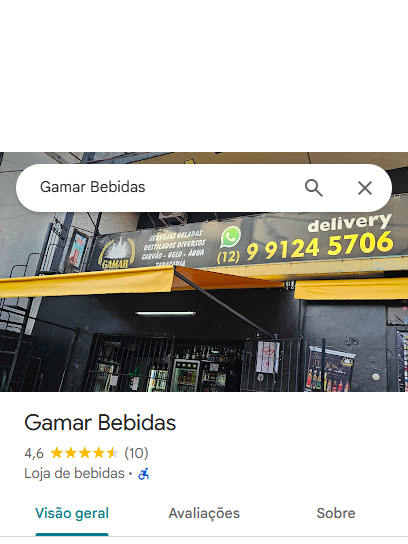 Gamar Bebidas
delivery
CERVEJAS GELADAS
DESTILADOS DIVERSOS
CARVÃO - GELO - ÁGUA
TABACARIA
(12) 9 9124 5706
GAMAR
Gamar Bebidas
4,6 (10)
Loja de bebidas ·
Visão geral
Avaliações
Sobre